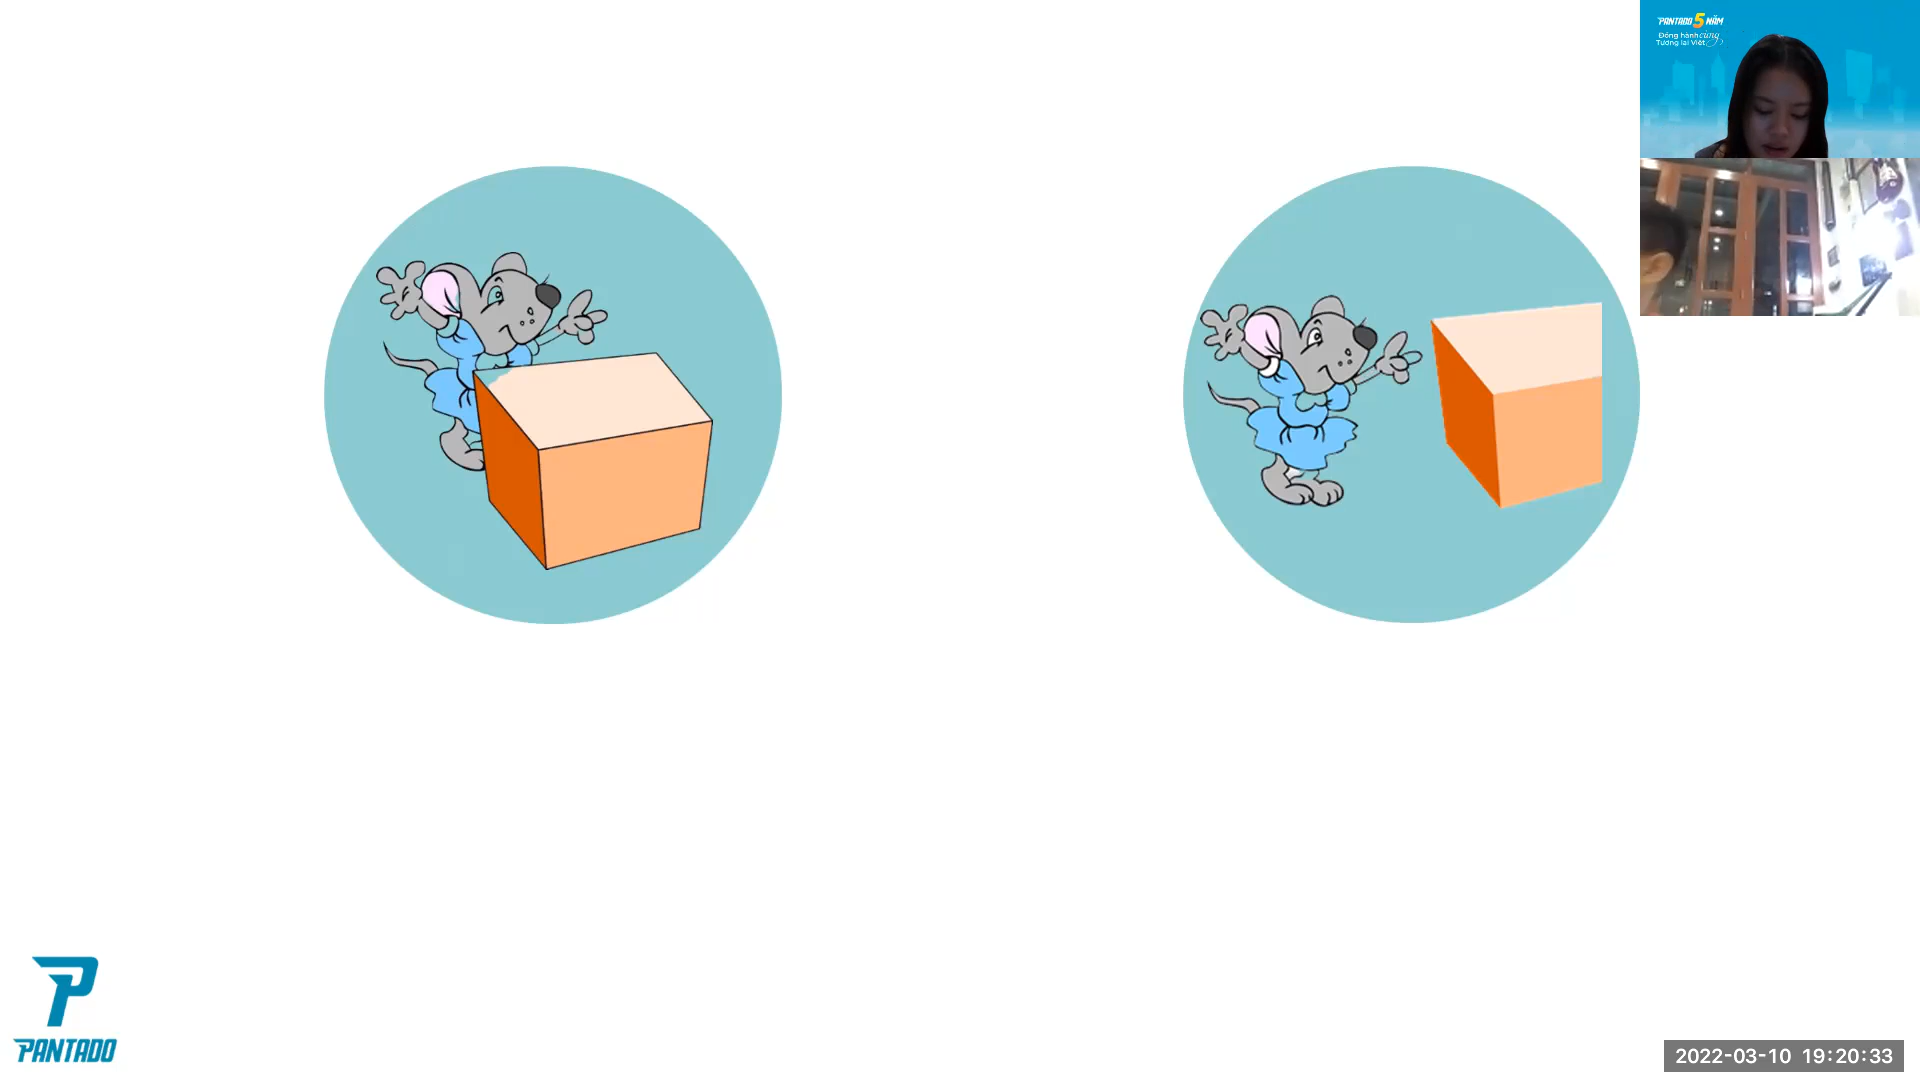 PANTADO 5 NĂM
Đồng hành cùng
Tương lai Việt
PANTADO
2022-03-10 19:20:33